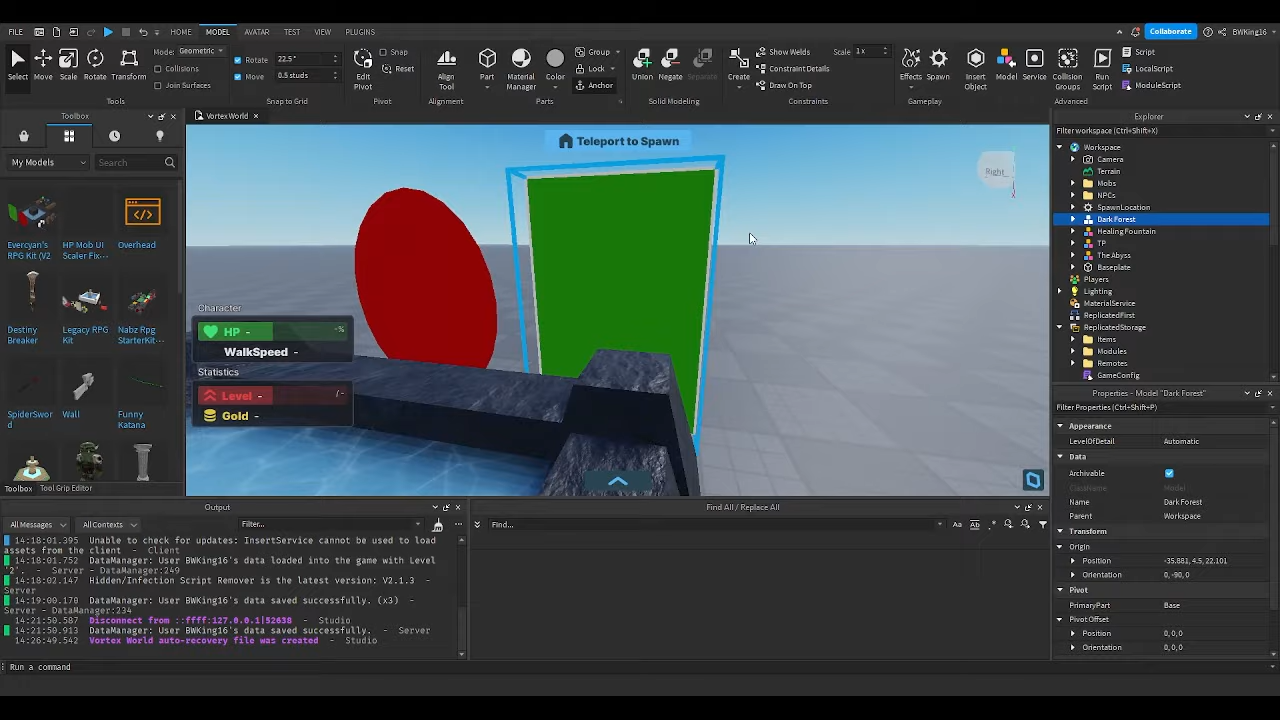 FILE HOME MODEL AVATAR TEST VIEW PLUGINS Collaborate BWKing16
Select Move Scale Rotate Transform
Mode: Geometric
Collisions
Join Surfaces
Tools
Rotate 22.5°
Move 0.5 studs
Snap to Grid
Edit Pivot
Snap
Reset
Pivot
Align Tool
Alignment
Part Material Manager Color
Group
Lock
Anchor
Parts
Union Negate Separate
Solid Modeling
Create
Show Welds
Constraint Details
Draw On Top
Scale 1x
Constraints
Effects Spawn
Gameplay
Insert Object Model Service Collision Groups Run Script
Script
LocalScript
ModuleScript
Advanced
Toolbox
My Models Search
Evercyan's RPG Kit (V2
HP Mob UI Scaler Fix...
Overhead
Destiny Breaker
Legacy RPG Kit
Nabz Rpg StarterKit...
SpiderSword
Wall
Funny Katana
Toolbox Tool Grip Editor
VortexWorld
Teleport to Spawn
Right
Character
HP - -%
WalkSpeed -
Statistics
Level - /-
Gold -
Explorer
Filter workspace (Ctrl+Shift+X)
Workspace
Camera
Terrain
Mobs
NPCs
SpawnLocation
Dark Forest
Healing Fountain
TP
The Abyss
Baseplate
Players
Lighting
MaterialService
ReplicatedFirst
ReplicatedStorage
Items
Modules
Remotes
GameConfig
Properties - Model "Dark Forest"
Filter Properties (Ctrl+Shift+P)
Appearance
LevelOfDetail Automatic
Data
Archivable
ClassName Model
Name Dark Forest
Parent Workspace
Transform
Origin
Position -35.881, 4.5, 22.101
Orientation 0,-90,0
Pivot
PrimaryPart Base
PivotOffset
Position 0,0,0
Orientation 0,0,0
Output
All Messages All Contexts Filter...
14:18:01.395 Unable to check for updates: InsertService cannot be used to load
assets from the client - Client
14:18:01.752 DataManager: User BWKing16's data loaded into the game with Level
'2'. - Server - DataManager:249
14:18:02.147 Hidden/Infection Script Remover is the latest version: V2.1.3 -
Server
14:19:00.170 DataManager: User BWKing16's data saved successfully. (x3) -
Server - DataManager:234
14:21:50.587 Disconnect from ::ffff:127.0.0.1|52638 - Studio
14:21:50.913 DataManager: User BWKing16's data saved successfully. - Server
14:26:49.542 Vortex World auto-recovery file was created - Studio
Find All / Replace All
Find...
Aa Ab .*
Run a command